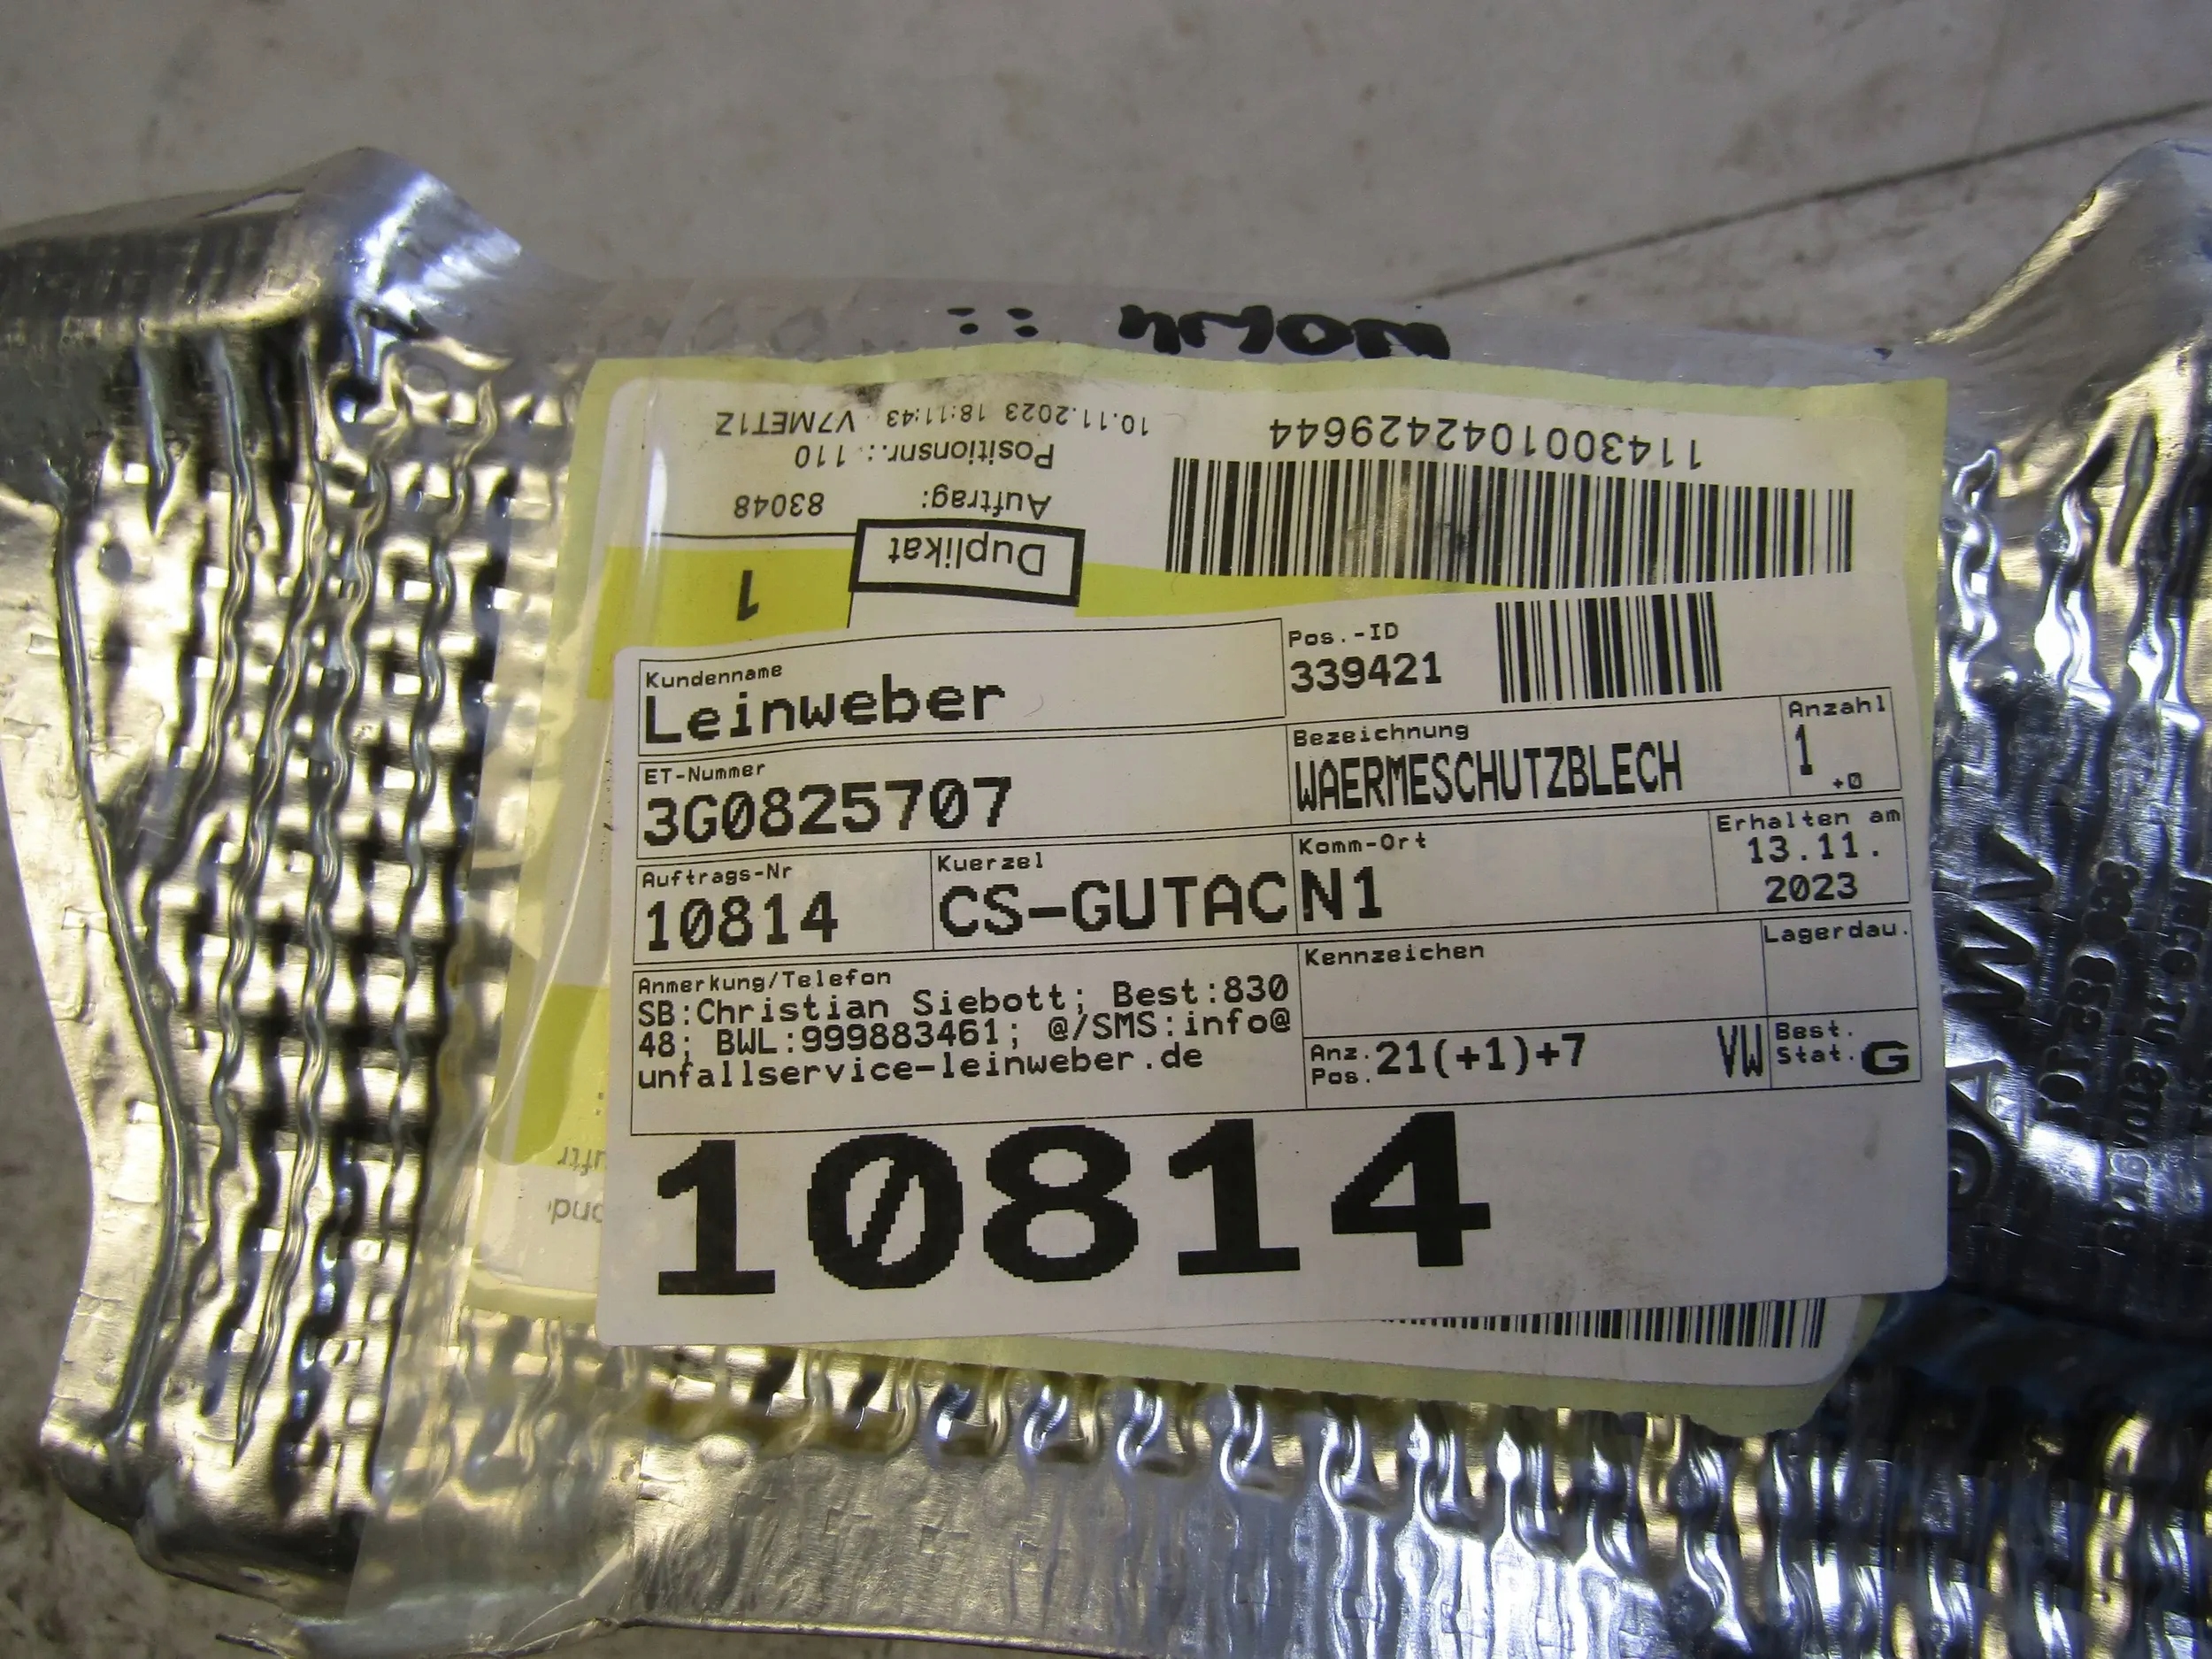 10.11.2023 18:11:43 V7MET1Z
Positionsnr.: 110
Auftrag: 83048
Duplikat
1
1143001042429644
Kundenname
Leinweber
Pos.-ID
339421
ET-Nummer
3G0825707
Bezeichnung
WAERMESCHUTZBLECH
Anzahl
1 +0
Auftrags-Nr
10814
Kuerzel
CS-GUTAC
Komm-Ort
N1
Erhalten am
13.11.
2023
Anmerkung/Telefon
SB:Christian Siebott; Best:830
48; BWL:999883461; @/SMS:info@
unfallservice-leinweber.de
Kennzeichen
Lagerdau.
Anz.
Pos. 21(+1)+7 VW
Best.
Stat. G
10814